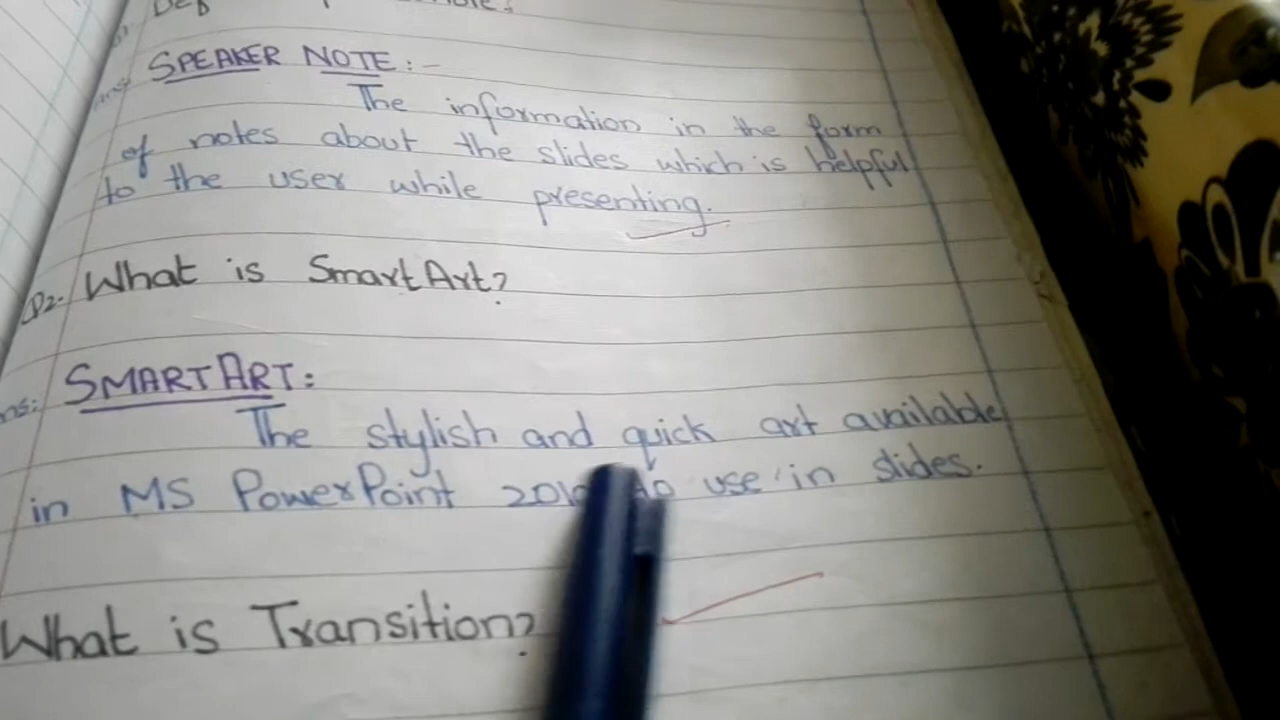 SPEAKER NOTE:-
The information in the form
of notes about the slides which is helpful
to the user while presenting.
Q2. What is SmartArt?
SMARTART:
The stylish and quick art available
in MS PowerPoint to use in slides.
What is Transition?